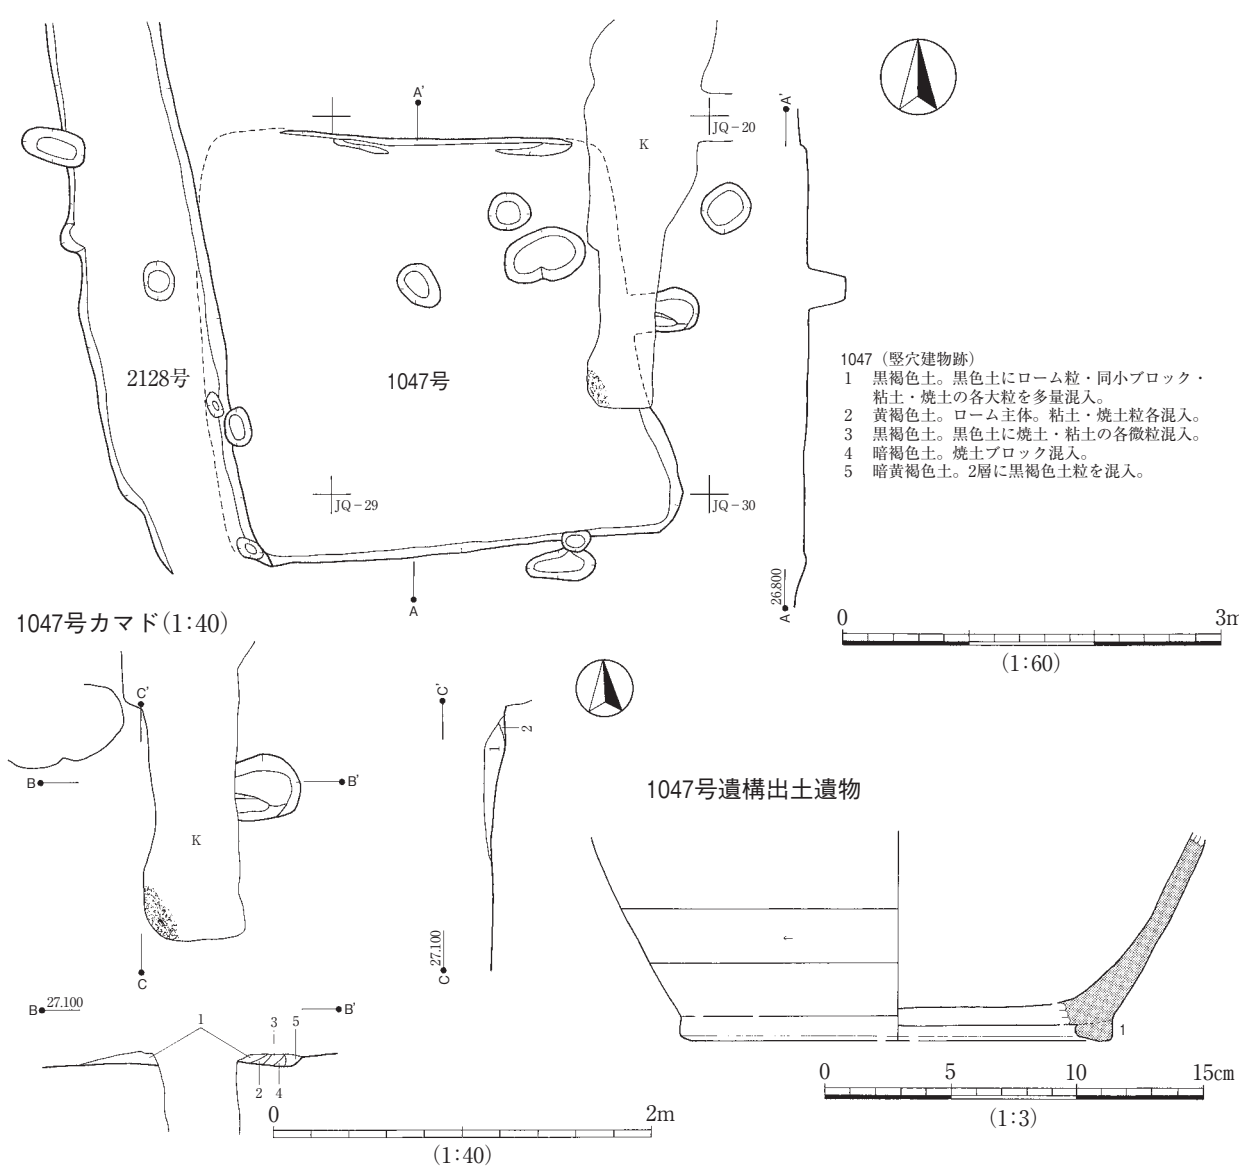 A'
A'
JQ-20
K
2128号
1047号
1047（竪穴建物跡）
1　黒褐色土。黒色土にローム粒・同小ブロック・
粘土・焼土の各大粒を多量混入。
2　黄褐色土。ローム主体。粘土・焼土粒各混入。
3　黒褐色土。黒色土に焼土・粘土の各微粒混入。
4　暗褐色土。焼土ブロック混入。
5　暗黄褐色土。2層に黒褐色土粒を混入。
JQ-29
JQ-30
A
26.800
A
0 3m
(1:60)
1047号カマド(1:40)
C'
C'
2
1
B
B'
K
C
27.100
C
1047号遺構出土遺物
←
1
B 27.100
B'
1
3
5
2
4
0 2m
(1:40)
0 5 10 15cm
(1:3)